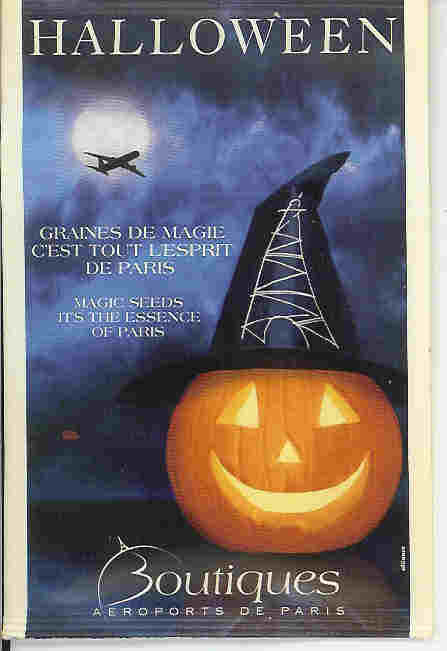 HALLOWEEN
GRAINES DE MAGIE
C'EST TOUT L'ESPRIT
DE PARIS
MAGIC SEEDS
IT'S THE ESSENCE
OF PARIS
Boutiques
AEROPORTS DE PARIS